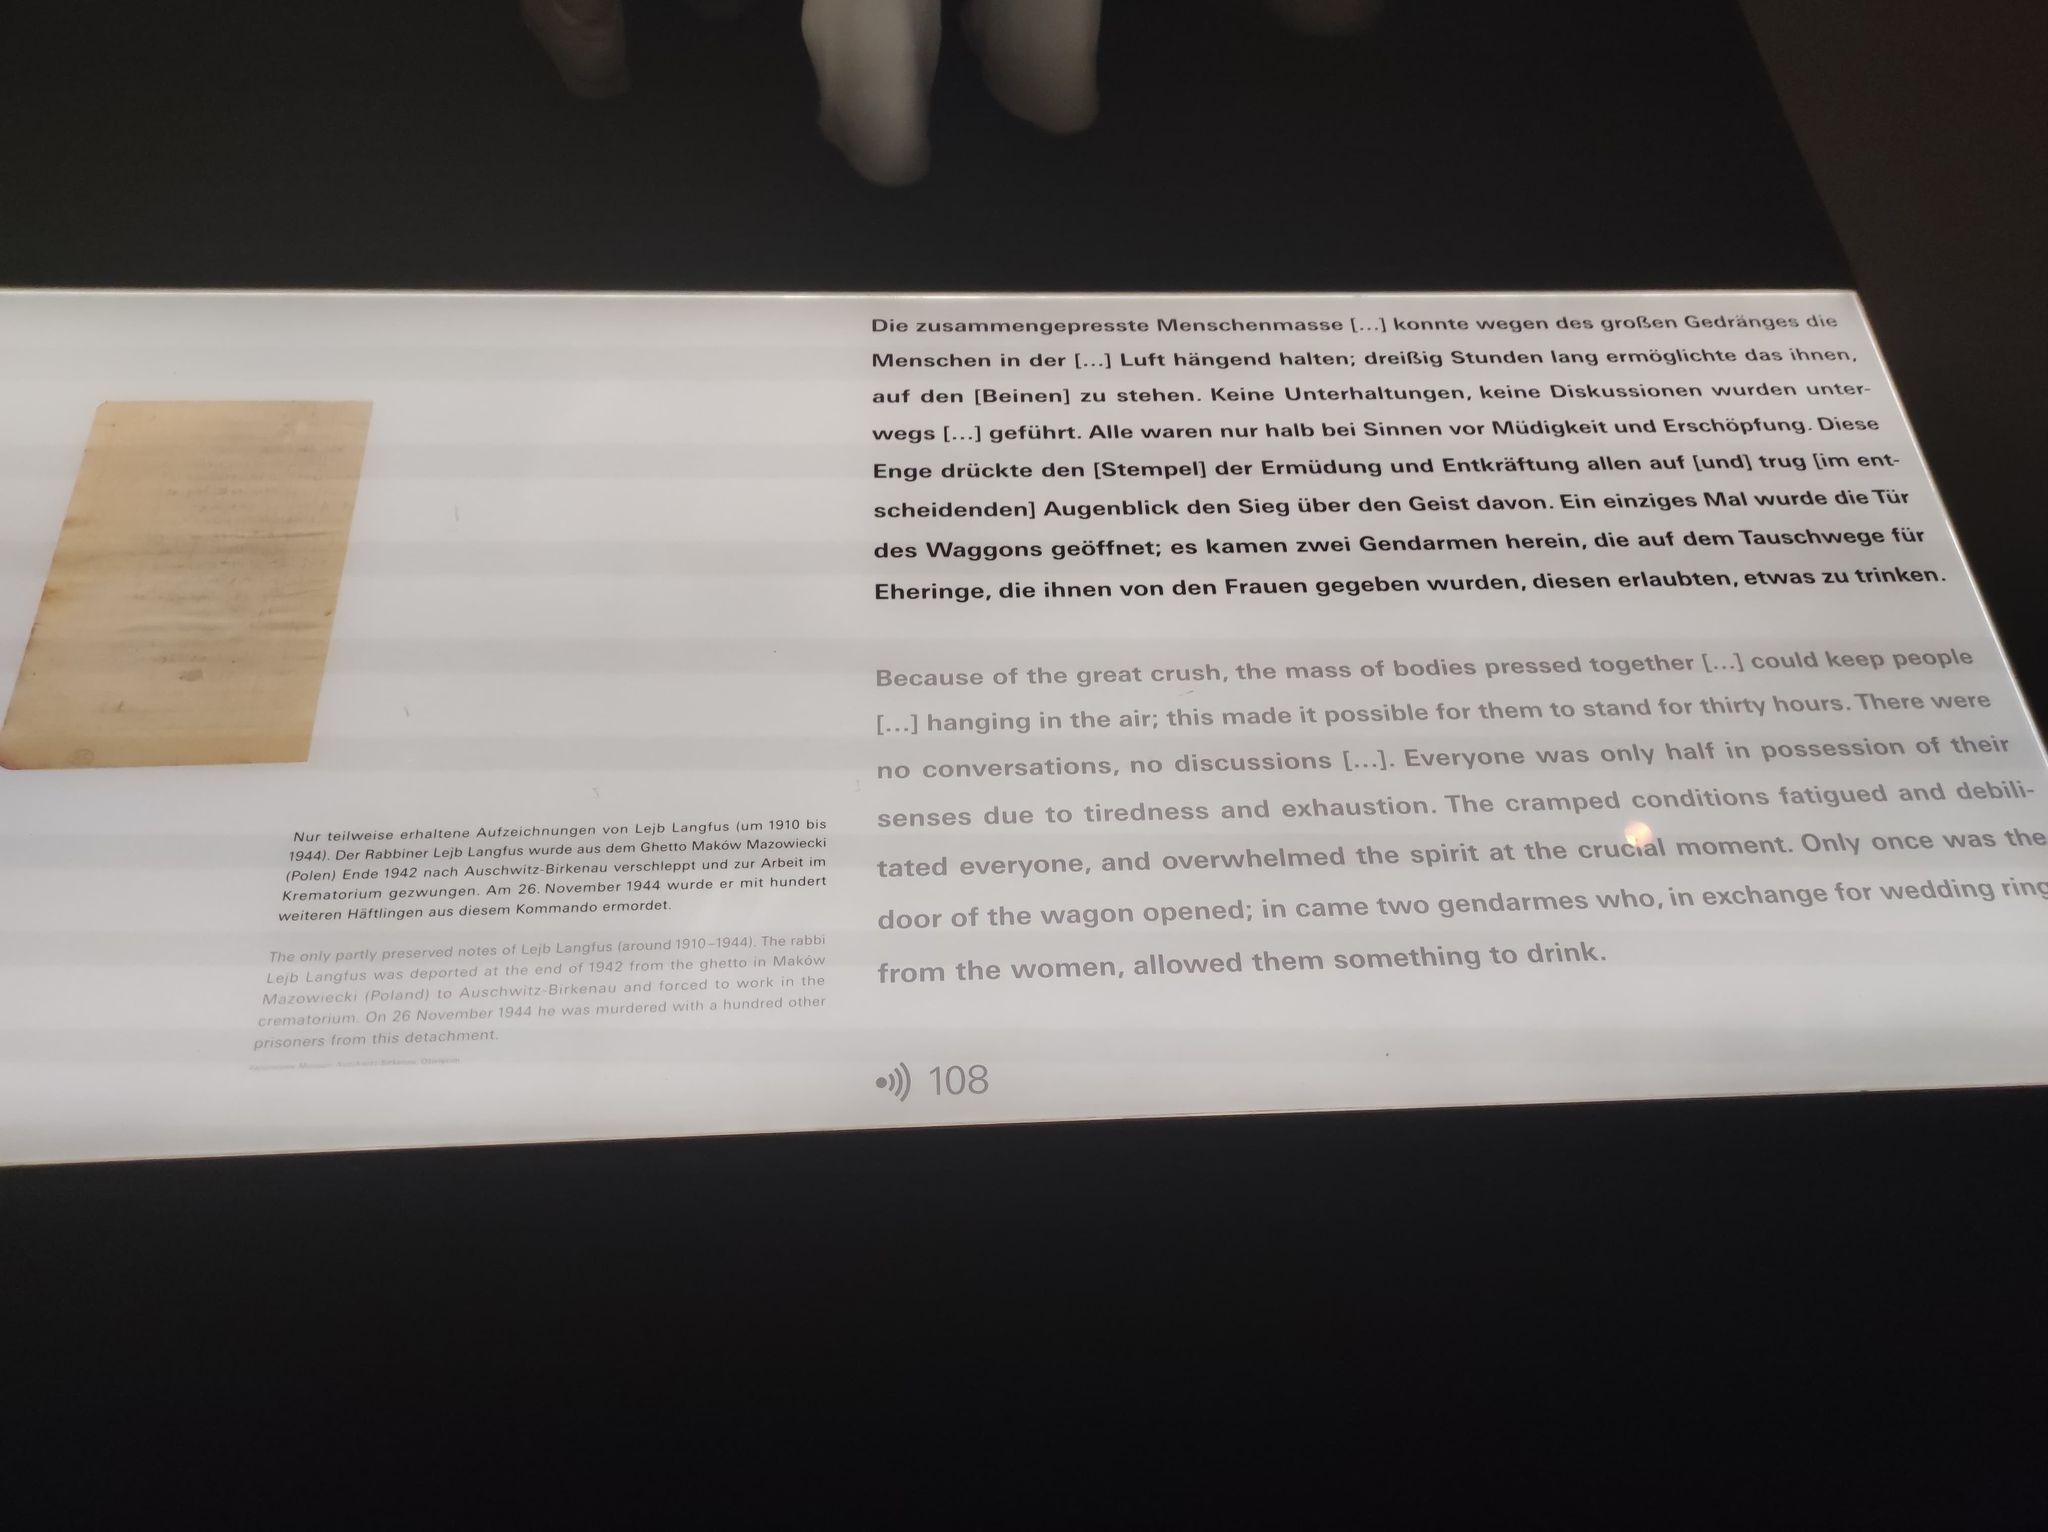 Die zusammengepresste Menschenmasse [...] konnte wegen des großen Gedränges die
Menschen in der [...] Luft hängend halten; dreißig Stunden lang ermöglichte das ihnen,
auf den [Beinen] zu stehen. Keine Unterhaltungen, keine Diskussionen wurden unter-
wegs [...] geführt. Alle waren nur halb bei Sinnen vor Müdigkeit und Erschöpfung. Diese
Enge drückte den [Stempel] der Ermüdung und Entkräftung allen auf [und] trug [im ent-
scheidenden] Augenblick den Sieg über den Geist davon. Ein einziges Mal wurde die Tür
des Waggons geöffnet; es kamen zwei Gendarmen herein, die auf dem Tauschwege für
Eheringe, die ihnen von den Frauen gegeben wurden, diesen erlaubten, etwas zu trinken.
Because of the great crush, the mass of bodies pressed together [...] could keep people
[...] hanging in the air; this made it possible for them to stand for thirty hours. There were
no conversations, no discussions [...]. Everyone was only half in possession of their
senses due to tiredness and exhaustion. The cramped conditions fatigued and debili-
tated everyone, and overwhelmed the spirit at the crucial moment. Only once was the
door of the wagon opened; in came two gendarmes who, in exchange for wedding ring
from the women, allowed them something to drink.
108
Nur teilweise erhaltene Aufzeichnungen von Lejb Langfus (um 1910 bis
1944). Der Rabbiner Lejb Langfus wurde aus dem Ghetto Maków Mazowiecki
(Polen) Ende 1942 nach Auschwitz-Birkenau verschleppt und zur Arbeit im
Krematorium gezwungen. Am 26. November 1944 wurde er mit hundert
weiteren Häftlingen aus diesem Kommando ermordet.
The only partly preserved notes of Lejb Langfus (around 1910–1944). The rabbi
Lejb Langfus was deported at the end of 1942 from the ghetto in Maków
Mazowiecki (Poland) to Auschwitz-Birkenau and forced to work in the
crematorium. On 26 November 1944 he was murdered with a hundred other
prisoners from this detachment.